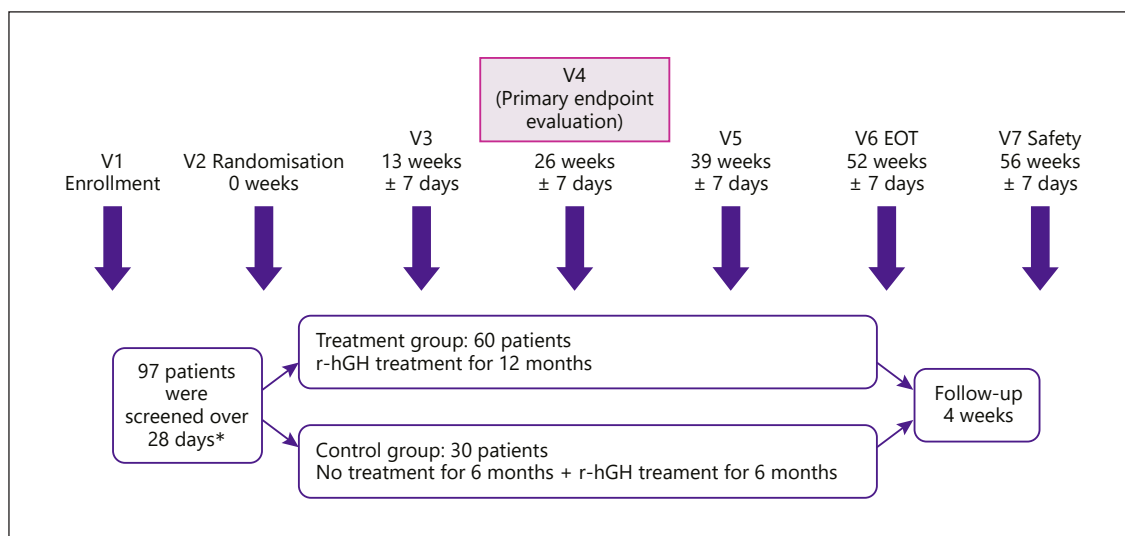 V1
Enrollment
V2 Randomisation
0 weeks
V3
13 weeks
± 7 days
V4
(Primary endpoint
evaluation)
26 weeks
± 7 days
V5
39 weeks
± 7 days
V6 EOT
52 weeks
± 7 days
V7 Safety
56 weeks
± 7 days
97 patients
were
screened over
28 days*
Treatment group: 60 patients
r-hGH treatment for 12 months
Control group: 30 patients
No treatment for 6 months + r-hGH treament for 6 months
Follow-up
4 weeks